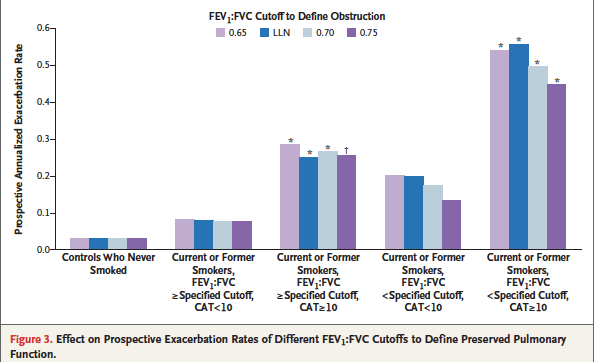 FEV1:FVC Cutoff to Define Obstruction
0.65 LLN 0.70 0.75
Prospective Annualized Exacerbation Rate
0.6
0.5
0.4
0.3
0.2
0.1
0.0
* * * †
* * * *
Controls Who Never
Smoked
Current or Former
Smokers,
FEV1:FVC
≥Specified Cutoff,
CAT<10
Current or Former
Smokers,
FEV1:FVC
≥Specified Cutoff,
CAT≥10
Current or Former
Smokers,
FEV1:FVC
<Specified Cutoff,
CAT<10
Current or Former
Smokers,
FEV1:FVC
<Specified Cutoff,
CAT≥10
Figure 3. Effect on Prospective Exacerbation Rates of Different FEV1:FVC Cutoffs to Define Preserved Pulmonary
Function.